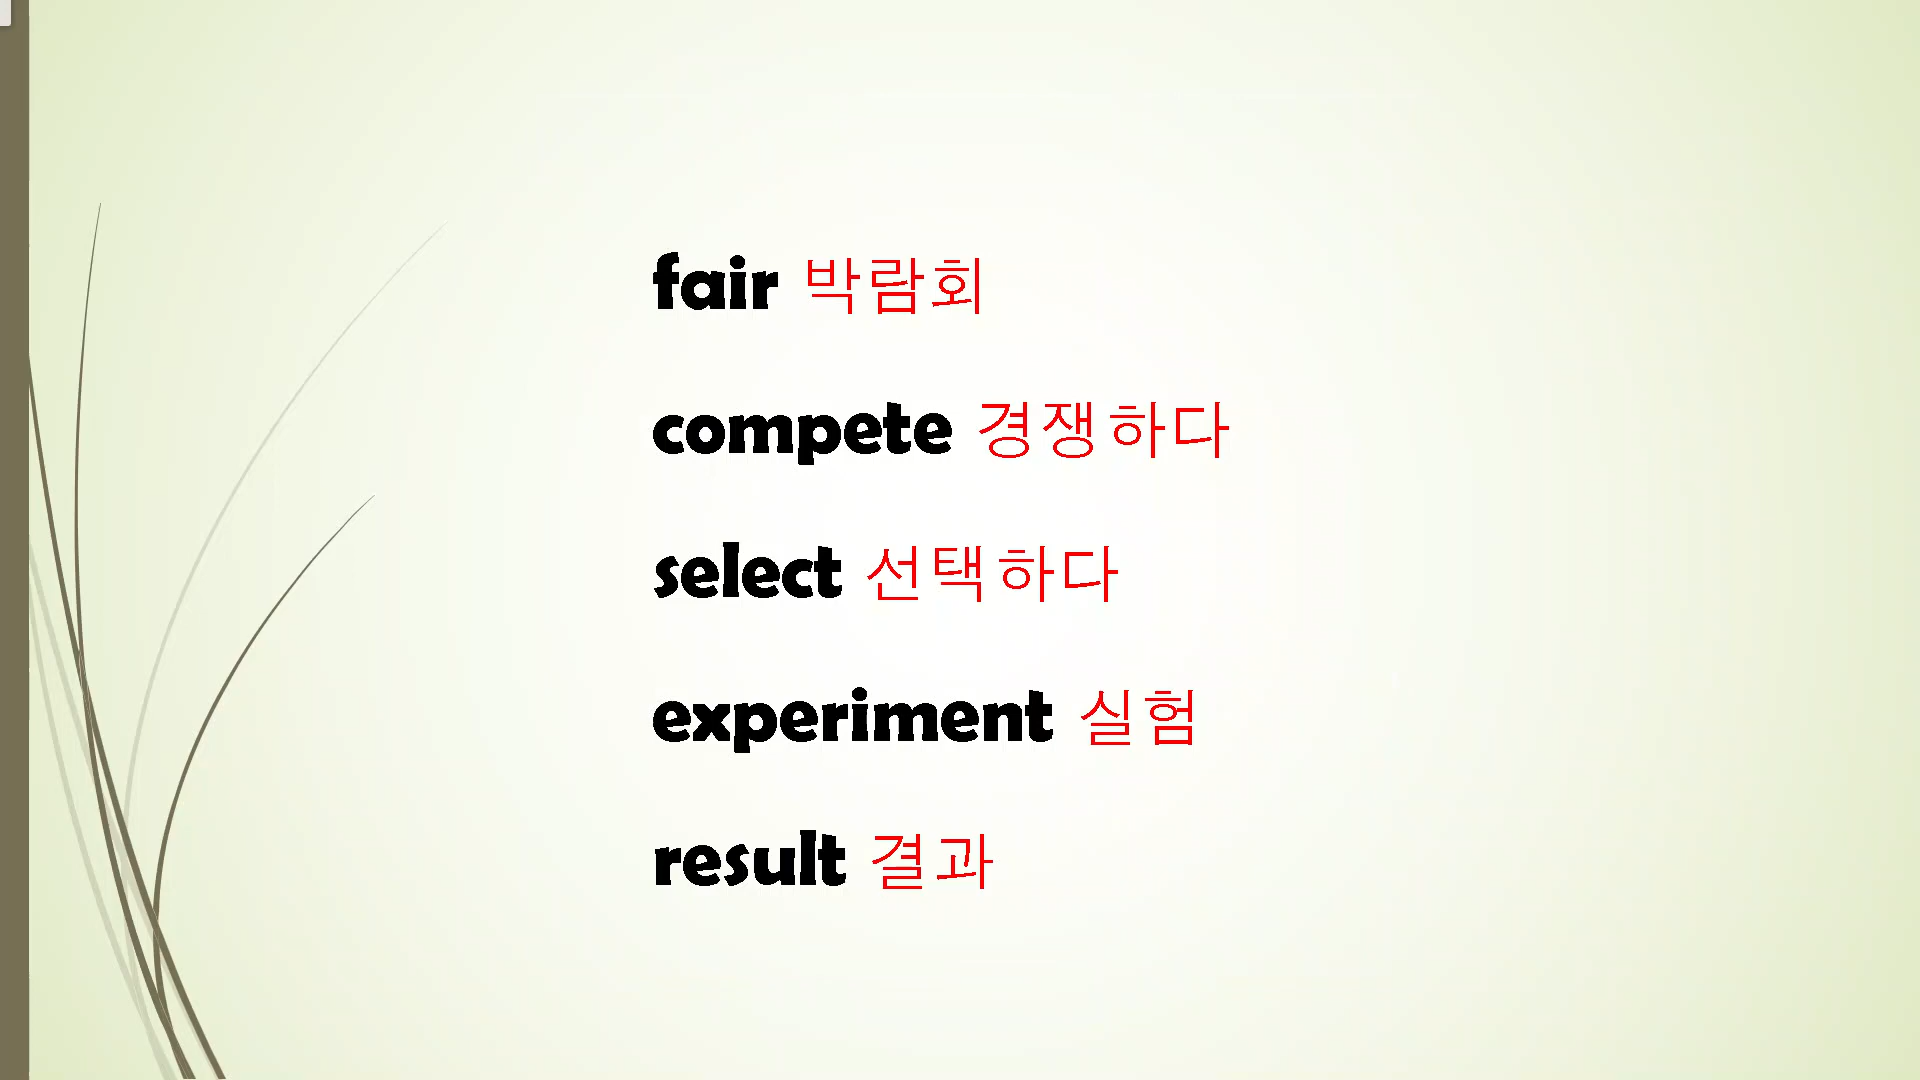 fair 박람회
compete 경쟁하다
select 선택하다
experiment 실험
result 결과